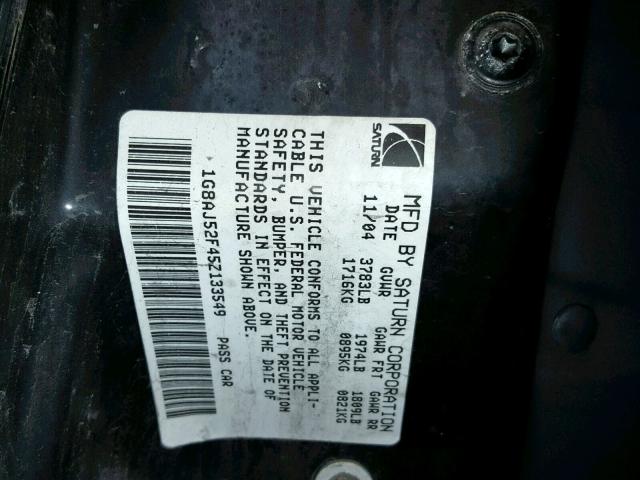 SATURN
MFD BY SATURN CORPORATION
DATE GVWR GAWR FRT GAWR RR
11/04 3783LB 1974LB 1809LB
1716KG 0895KG 0821KG
THIS VEHICLE CONFORMS TO ALL APPLI-
CABLE U.S. FEDERAL MOTOR VEHICLE
SAFETY, BUMPER, AND THEFT PREVENTION
STANDARDS IN EFFECT ON THE DATE OF
MANUFACTURE SHOWN ABOVE.
1G8AJ52F45Z133549 PASS CAR